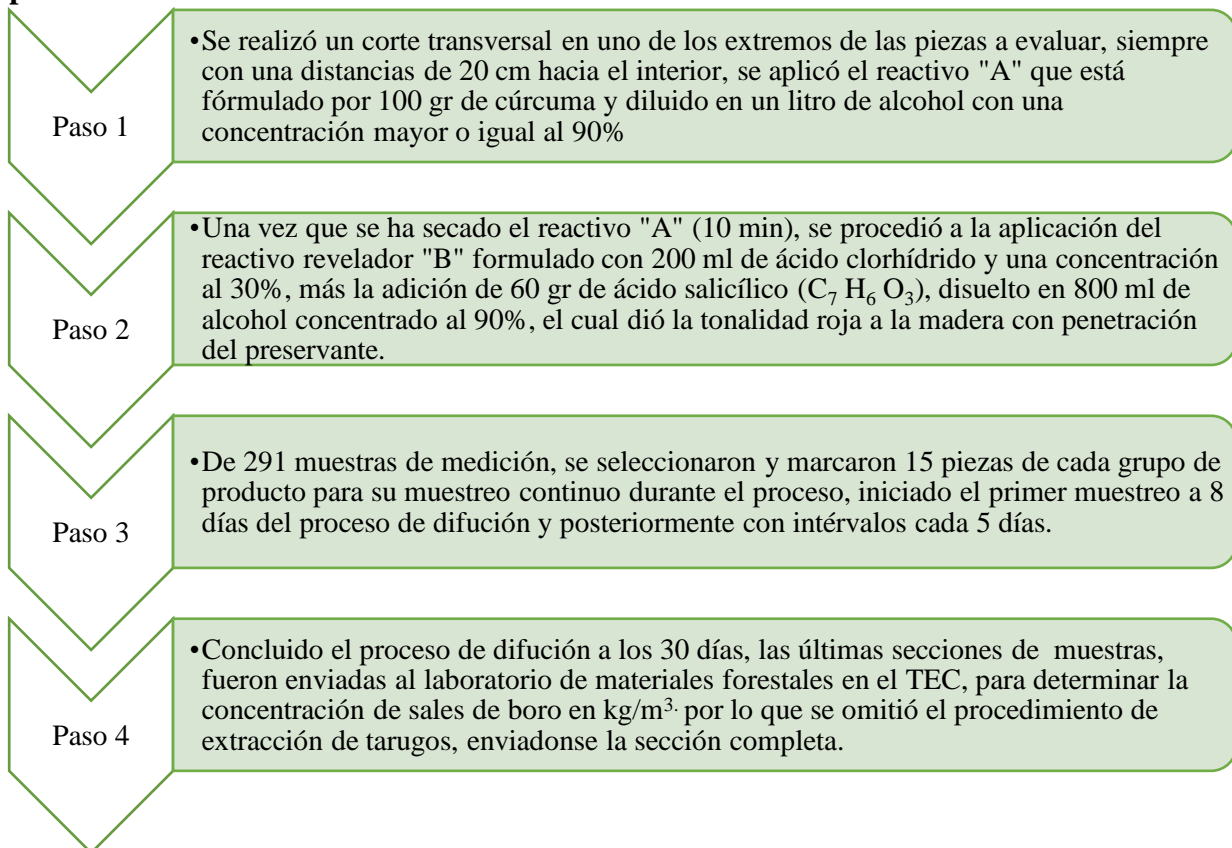 Paso 1
•Se realizó un corte transversal en uno de los extremos de las piezas a evaluar, siempre
con una distancias de 20 cm hacia el interior, se aplicó el reactivo "A" que está
fórmulado por 100 gr de cúrcuma y diluido en un litro de alcohol con una
concentración mayor o igual al 90%
Paso 2
•Una vez que se ha secado el reactivo "A" (10 min), se procedió a la aplicación del
reactivo revelador "B" formulado con 200 ml de ácido clorhídrido y una concentración
al 30%, más la adición de 60 gr de ácido salicílico (C₇ H₆ O₃), disuelto en 800 ml de
alcohol concentrado al 90%, el cual dió la tonalidad roja a la madera con penetración
del preservante.
Paso 3
•De 291 muestras de medición, se seleccionaron y marcaron 15 piezas de cada grupo de
producto para su muestreo continuo durante el proceso, iniciado el primer muestreo a 8
días del proceso de difución y posteriormente con intérvalos cada 5 días.
Paso 4
•Concluido el proceso de difución a los 30 días, las últimas secciones de muestras,
fueron enviadas al laboratorio de materiales forestales en el TEC, para determinar la
concentración de sales de boro en kg/m³· por lo que se omitió el procedimiento de
extracción de tarugos, enviadonse la sección completa.